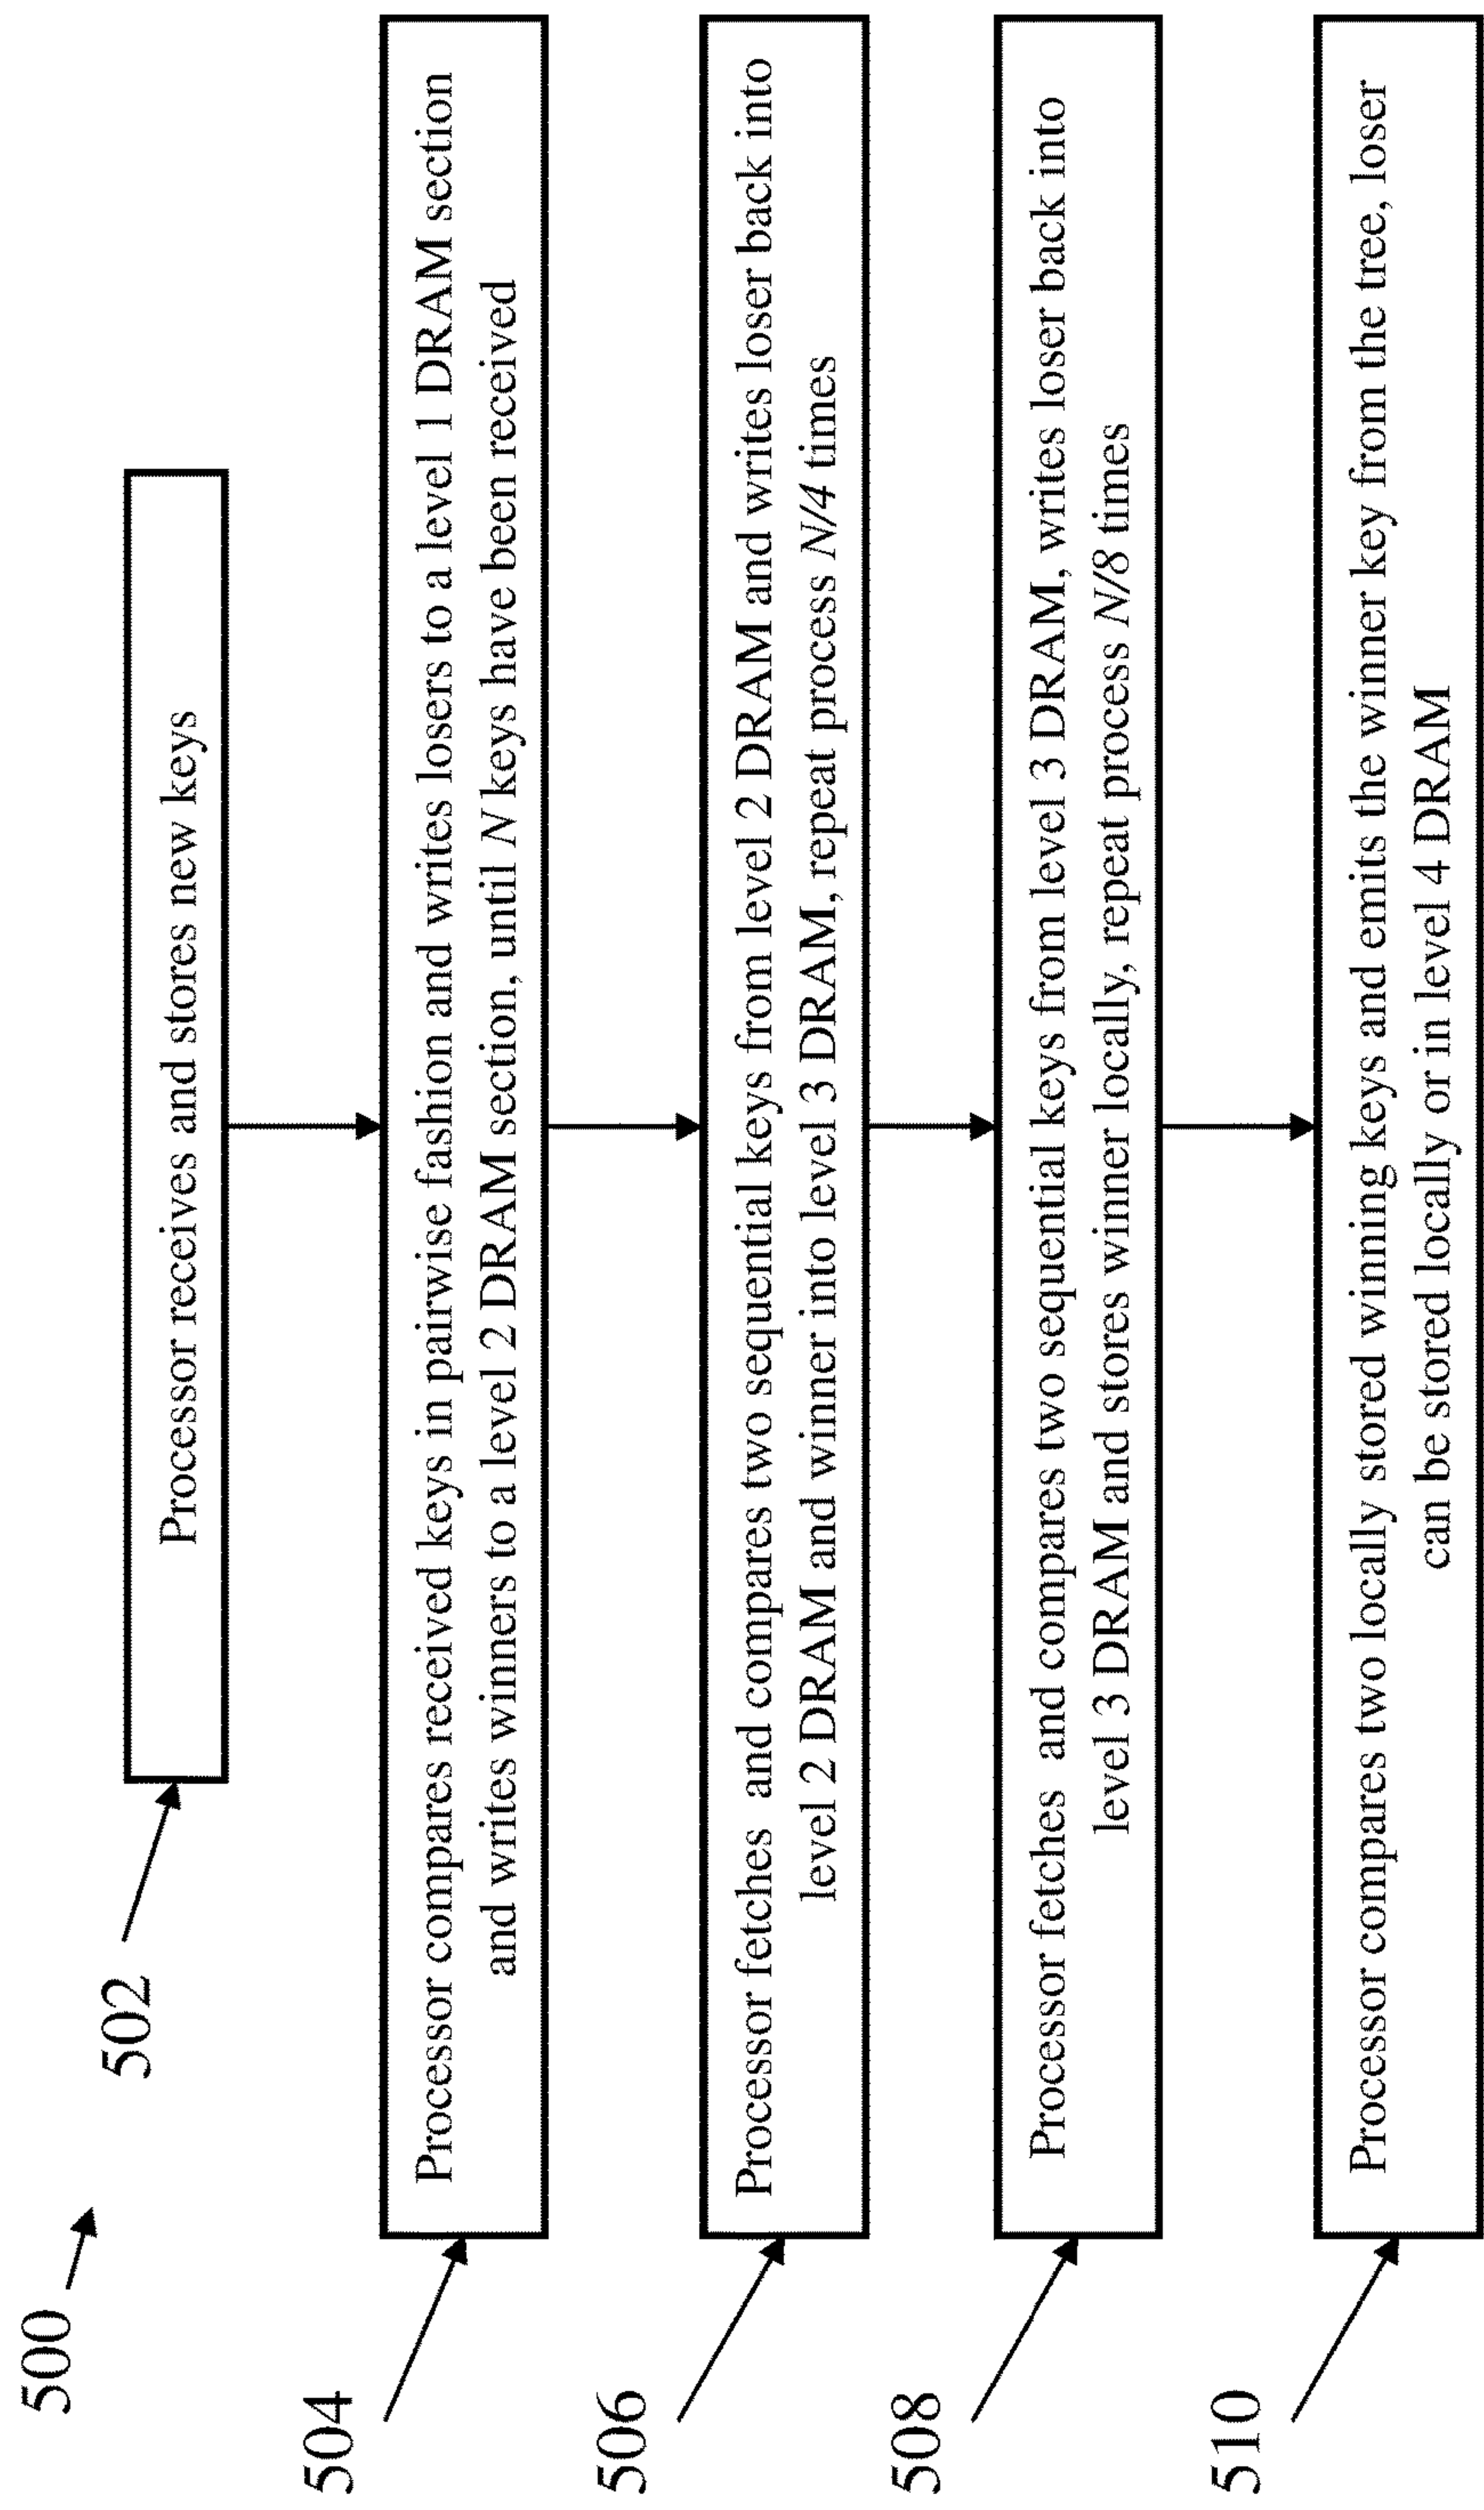 500
502
Processor receives and stores new keys
504
Processor compares received keys in pairwise fashion and writes losers to a level 1 DRAM section
and writes winners to a level 2 DRAM section, until N keys have been received
506
Processor fetches and compares two sequential keys from level 2 DRAM and writes loser back into
level 2 DRAM and winner into level 3 DRAM, repeat process N/4 times
508
Processor fetches and compares two sequential keys from level 3 DRAM, writes loser back into
level 3 DRAM and stores winner locally, repeat process N/8 times
510
Processor compares two locally stored winning keys and emits the winner key from the tree, loser
can be stored locally or in level 4 DRAM